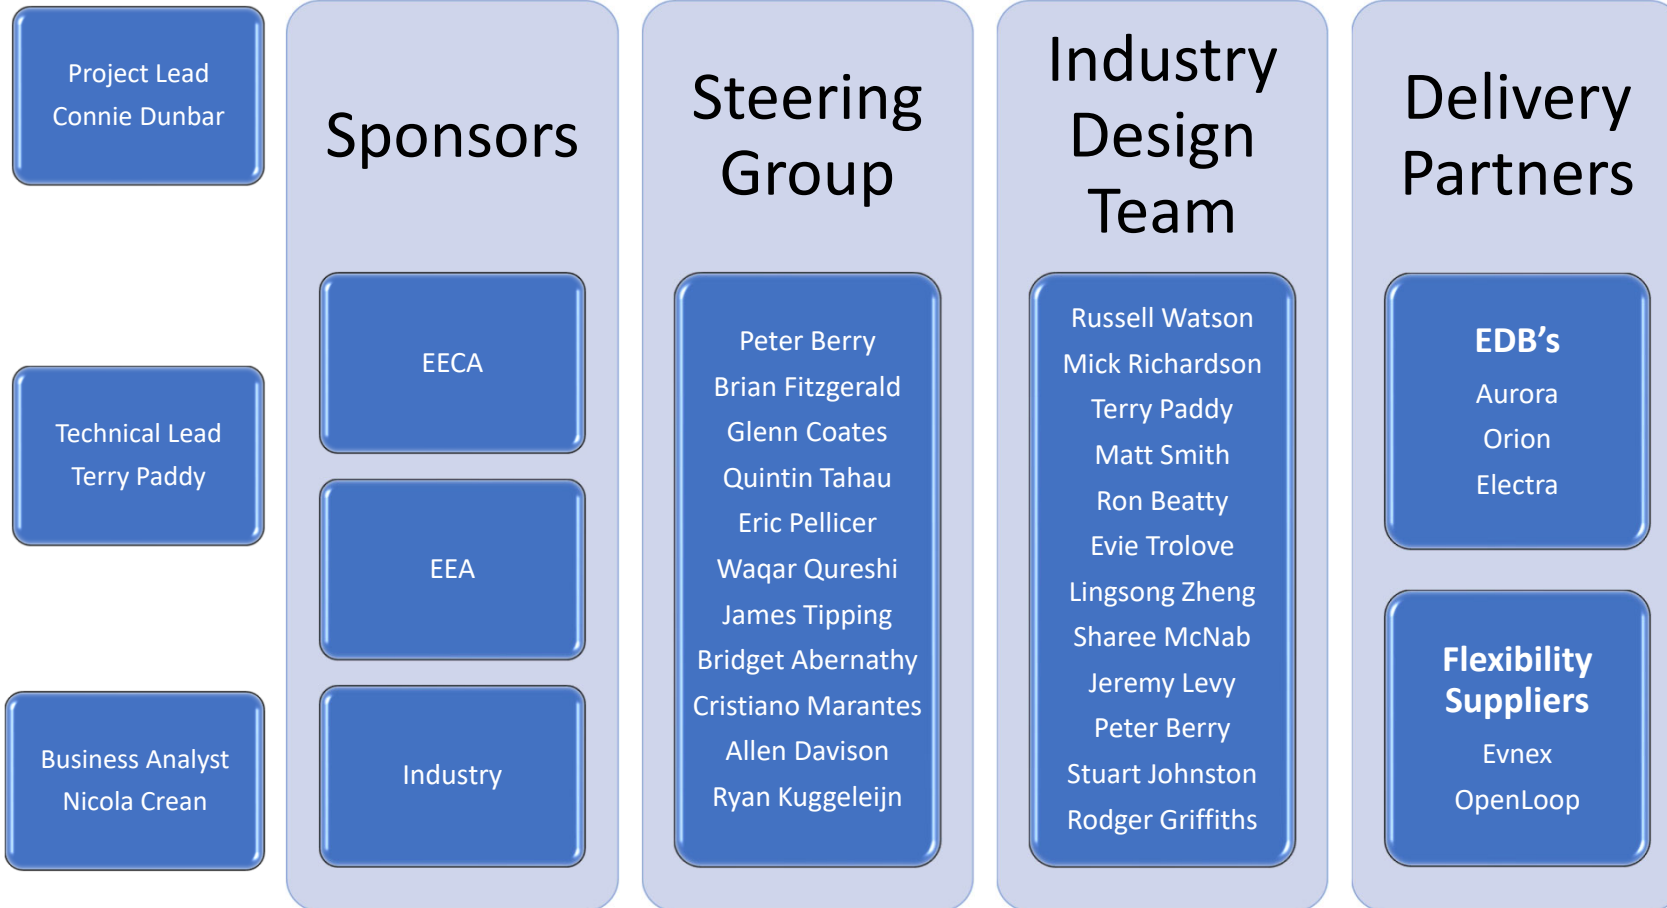 Project Lead
Connie Dunbar
Technical Lead
Terry Paddy
Business Analyst
Nicola Crean
Sponsors
EECA
EEA
Industry
Steering
Group
Peter Berry
Brian Fitzgerald
Glenn Coates
Quintin Tahau
Eric Pellicer
Waqar Qureshi
James Tipping
Bridget Abernathy
Cristiano Marantes
Allen Davison
Ryan Kuggeleijn
Industry
Design
Team
Russell Watson
Mick Richardson
Terry Paddy
Matt Smith
Ron Beatty
Evie Trolove
Lingsong Zheng
Sharee McNab
Jeremy Levy
Peter Berry
Stuart Johnston
Rodger Griffiths
Delivery
Partners
EDB’s
Aurora
Orion
Electra
Flexibility
Suppliers
Evnex
OpenLoop